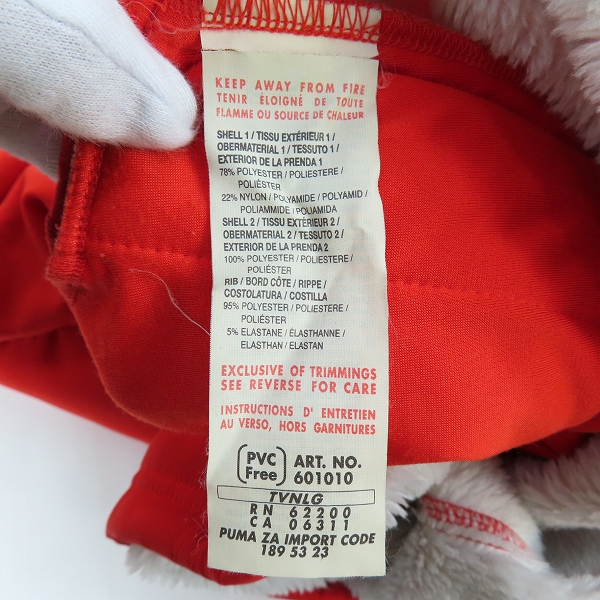 KEEP AWAY FROM FIRE
TENIR ÉLOIGNÉ DE TOUTE
FLAMME OU SOURCE DE CHALEUR
SHELL 1 / TISSU EXTÉRIEUR 1 /
OBERMATERIAL 1 / TESSUTO 1 /
EXTERIOR DE LA PRENDA 1
78% POLYESTER / POLIESTERE /
POLIÉSTER
22% NYLON / POLYAMIDE / POLYAMID /
POLIAMMIDE / POLIAMIDA
SHELL 2 / TISSU EXTÉRIEUR 2 /
OBERMATERIAL 2 / TESSUTO 2 /
EXTERIOR DE LA PRENDA 2
100% POLYESTER / POLIESTERE /
POLIÉSTER
RIB / BORD CÔTE / RIPPE /
COSTOLATURA / COSTILLA
95% POLYESTER / POLIESTERE /
POLIÉSTER
5% ELASTANE / ÉLASTHANNE /
ELASTHAN / ELASTAN
EXCLUSIVE OF TRIMMINGS
SEE REVERSE FOR CARE
INSTRUCTIONS D' ENTRETIEN
AU VERSO, HORS GARNITURES
PVC Free ART. NO.
601010
TVNLG
RN 62200
CA 06311
PUMA ZA IMPORT CODE
189 53 23